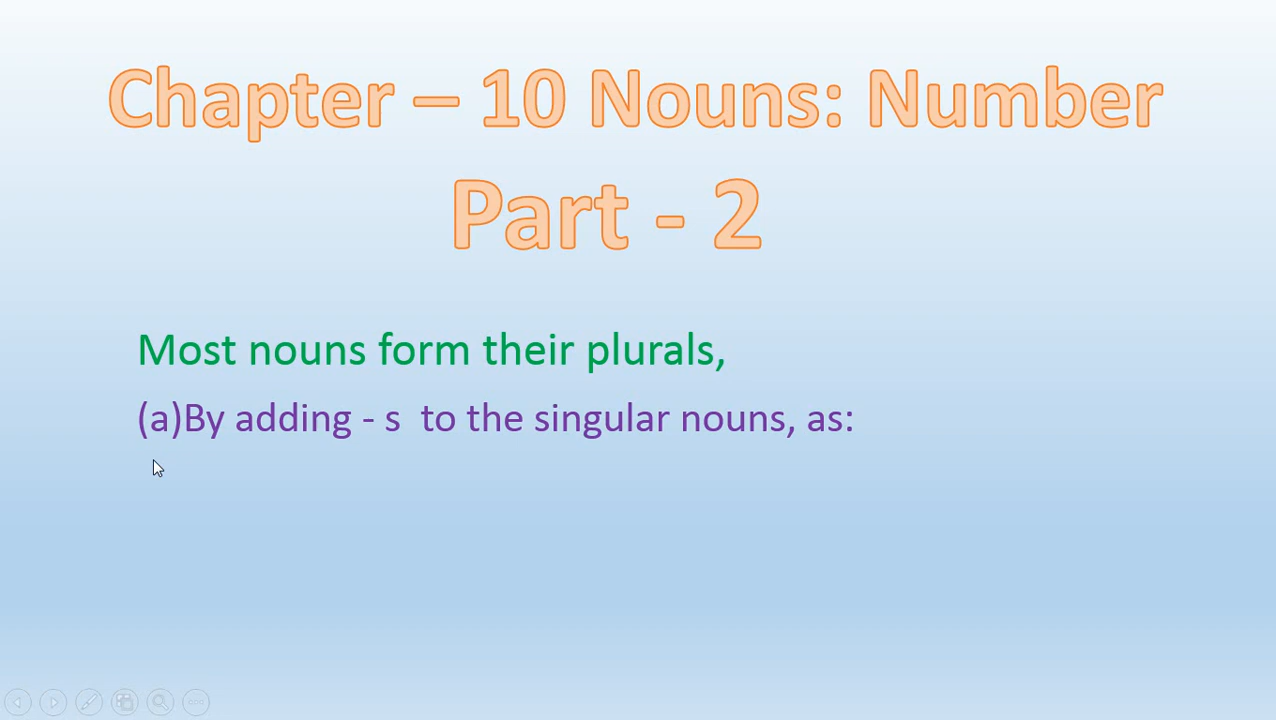 Chapter – 10 Nouns: Number
Part - 2
Most nouns form their plurals,
(a)By adding - s  to the singular nouns, as: